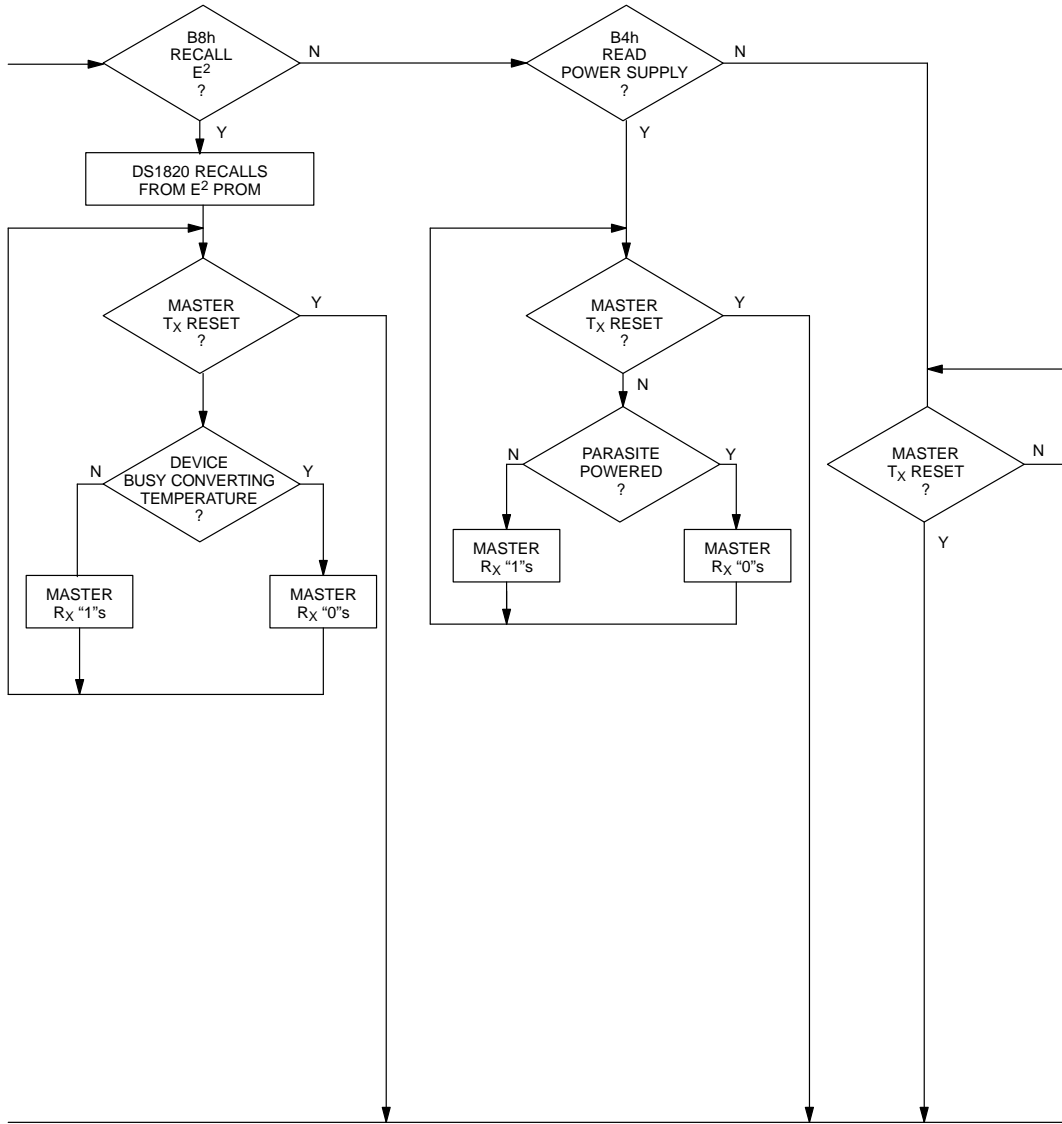 B8h
RECALL
E²
?
N
Y
B4h
READ
POWER SUPPLY
?
N
Y
DS1820 RECALLS
FROM E² PROM
MASTER
TX RESET
?
Y
DEVICE
BUSY CONVERTING
TEMPERATURE
?
N
Y
MASTER
RX “1”s
MASTER
RX “0”s
MASTER
TX RESET
?
Y
N
PARASITE
POWERED
?
N
Y
MASTER
RX “1”s
MASTER
RX “0”s
MASTER
TX RESET
?
N
Y